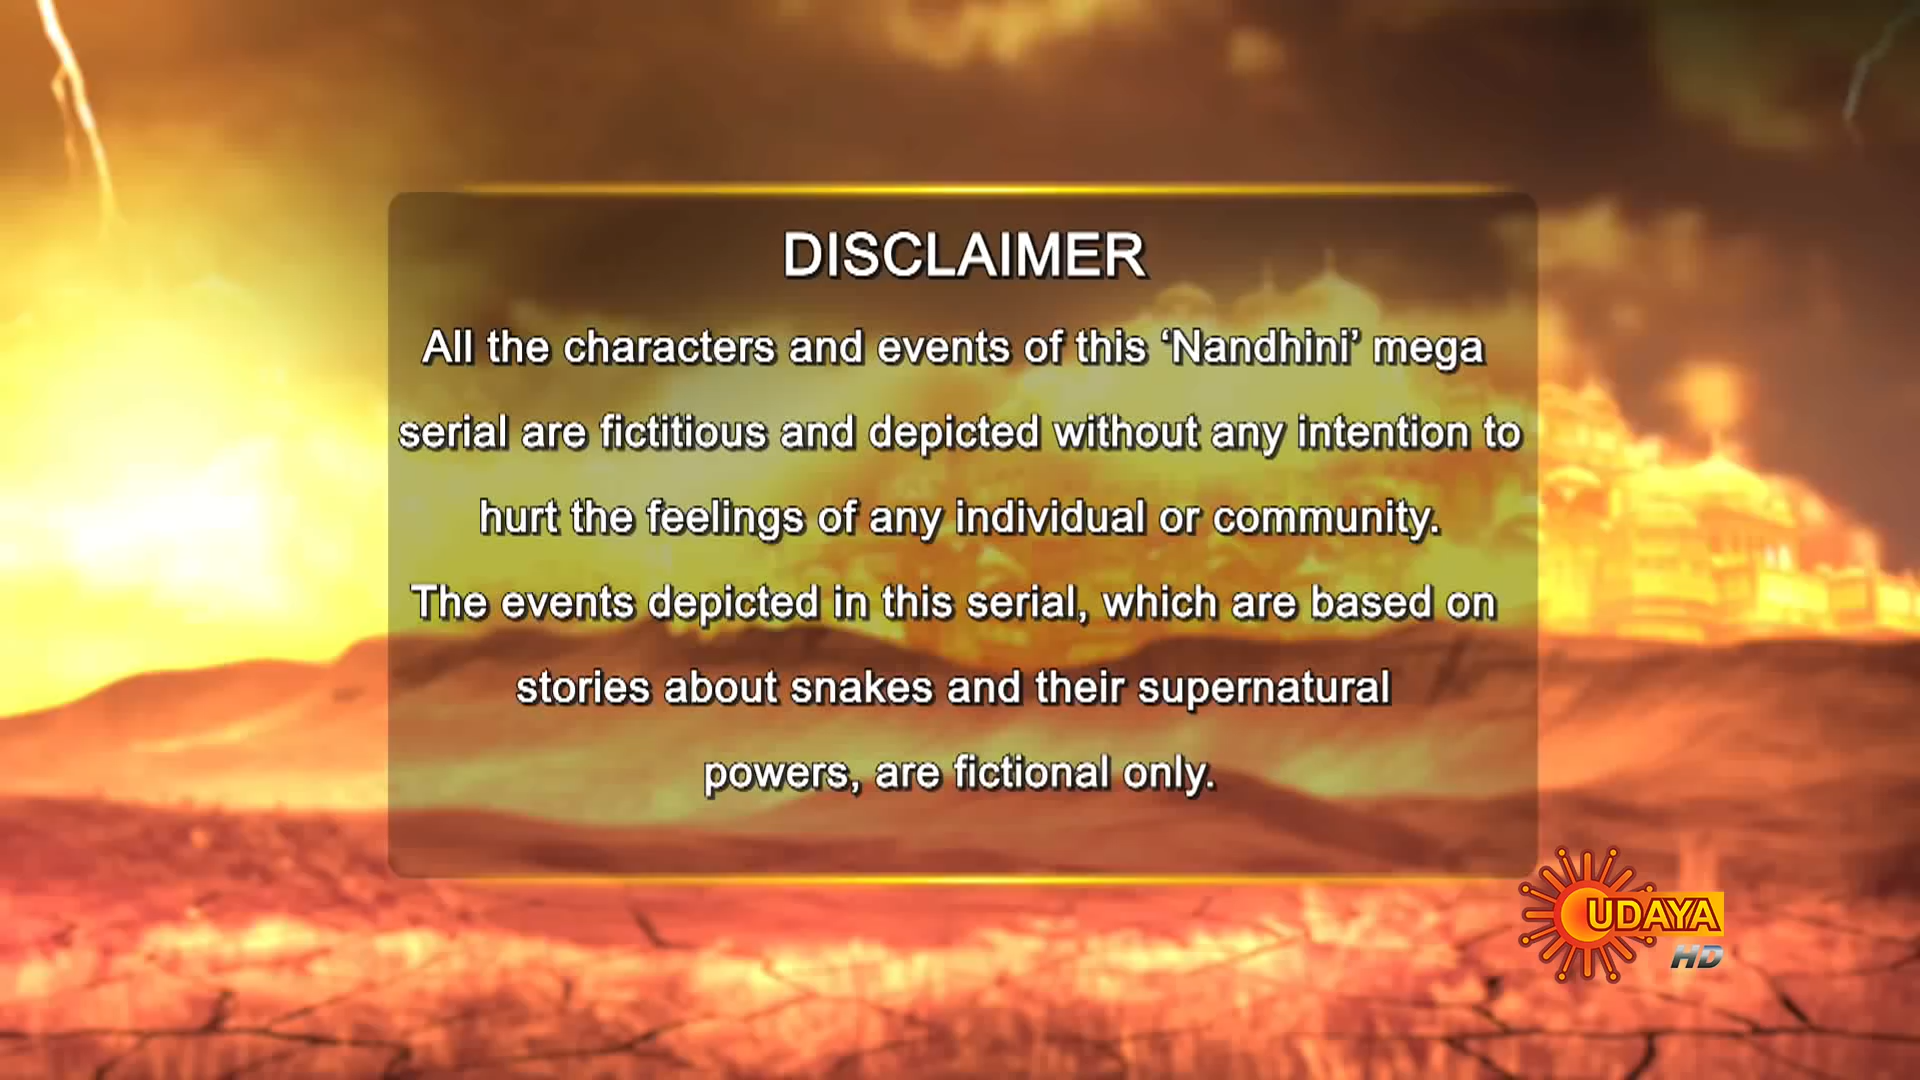 DISCLAIMER
All the characters and events of this ‘Nandhini’ mega
serial are fictitious and depicted without any intention to
hurt the feelings of any individual or community.
The events depicted in this serial, which are based on
stories about snakes and their supernatural
powers, are fictional only.
UDAYA
HD